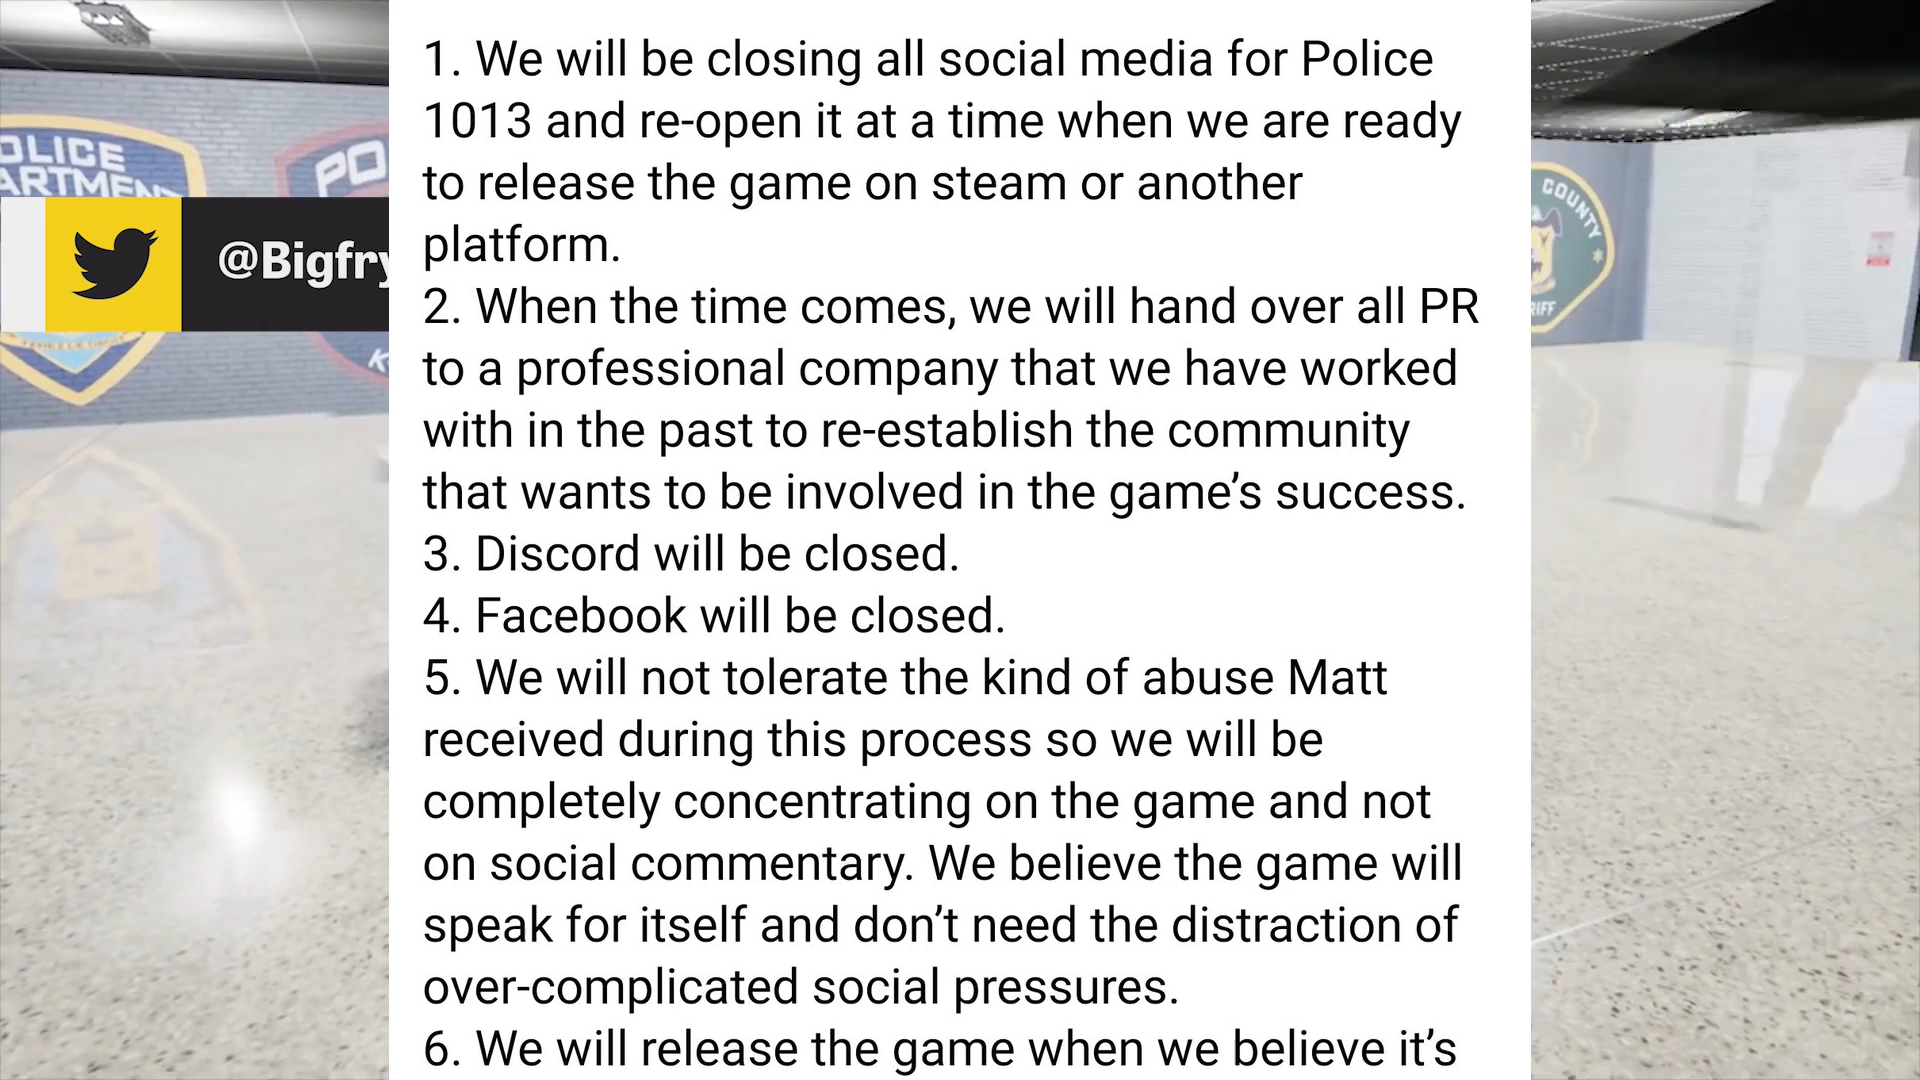 1. We will be closing all social media for Police
1013 and re-open it at a time when we are ready
to release the game on steam or another
platform.
2. When the time comes, we will hand over all PR
to a professional company that we have worked
with in the past to re-establish the community
that wants to be involved in the game’s success.
3. Discord will be closed.
4. Facebook will be closed.
5. We will not tolerate the kind of abuse Matt
received during this process so we will be
completely concentrating on the game and not
on social commentary. We believe the game will
speak for itself and don’t need the distraction of
over-complicated social pressures.
6. We will release the game when we believe it’s
OLICE
ARTMEN
PO
@Bigfry
COUNTY
RIFF